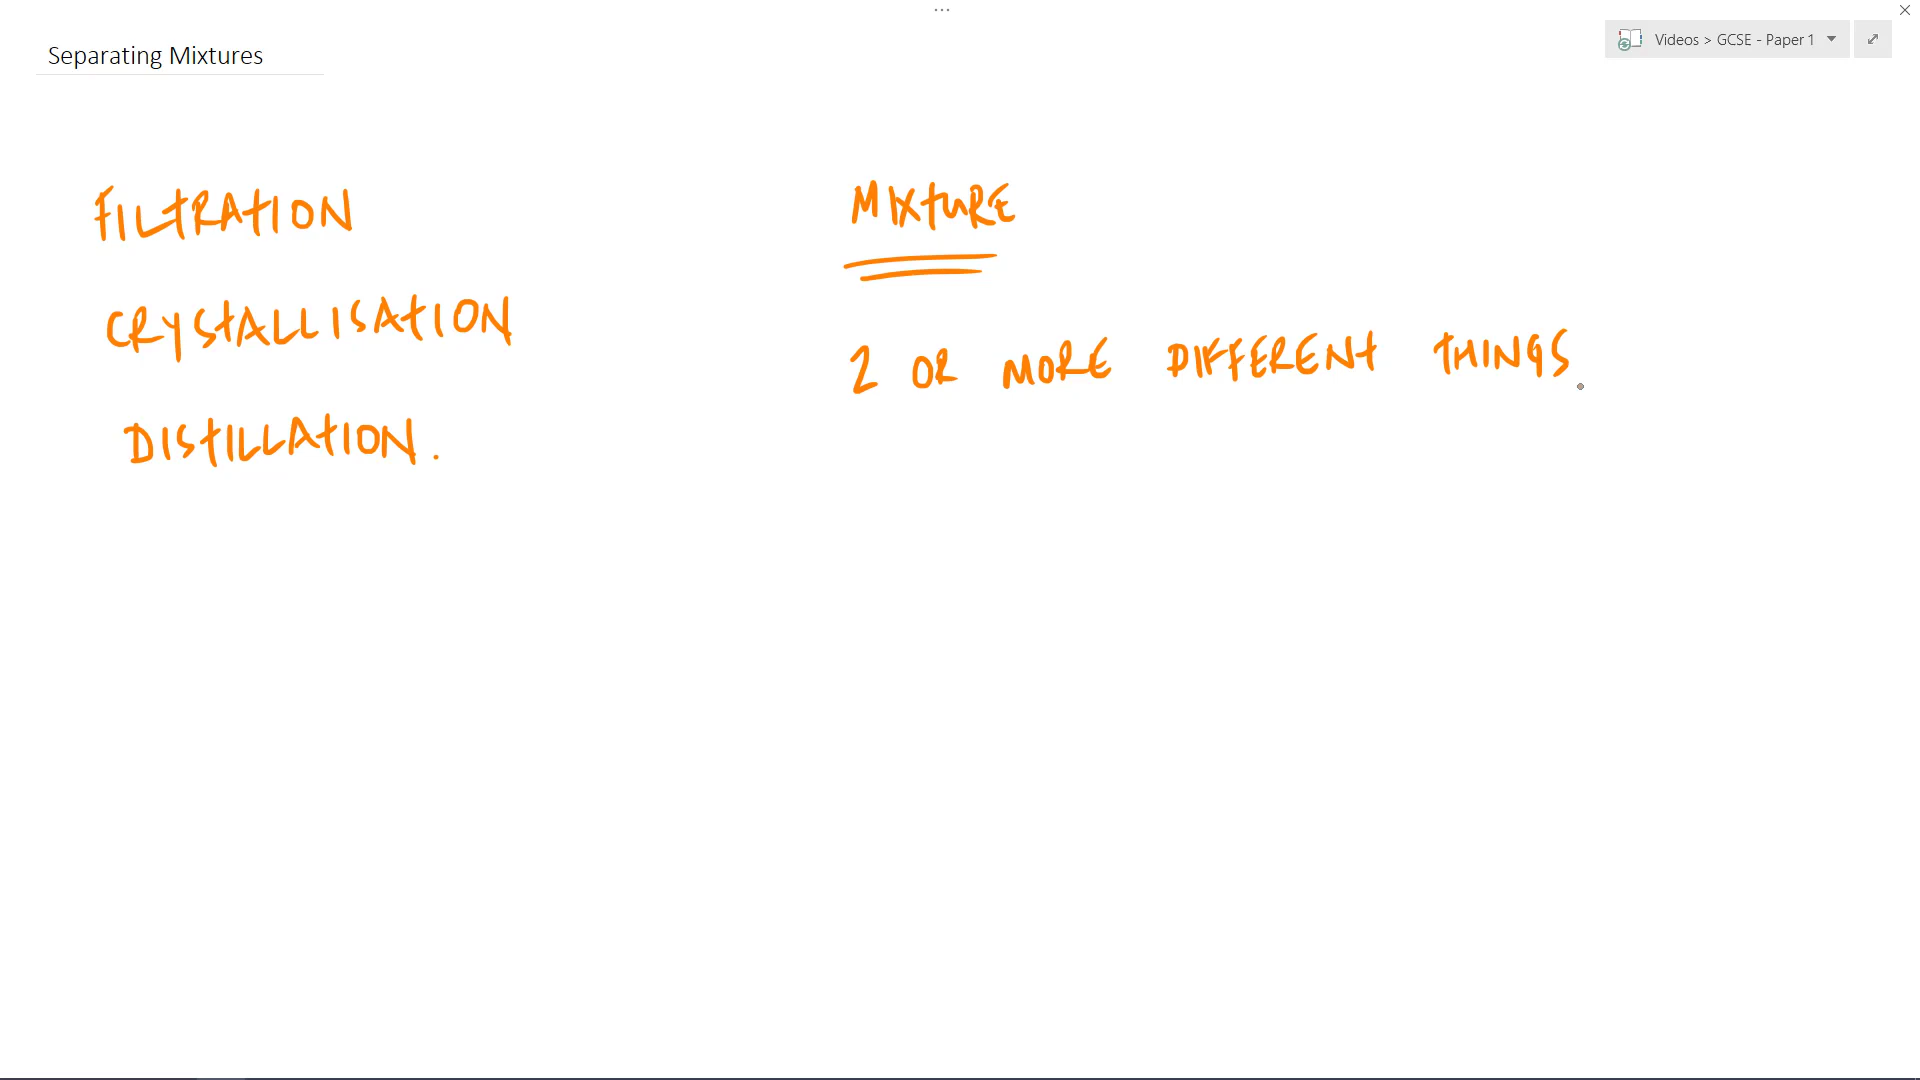 ...
Videos > GCSE - Paper 1
Separating Mixtures
FILTRATION
CRYSTALLISATION
DISTILLATION.
MIXTURE
2 OR MORE DIFFERENT THINGS